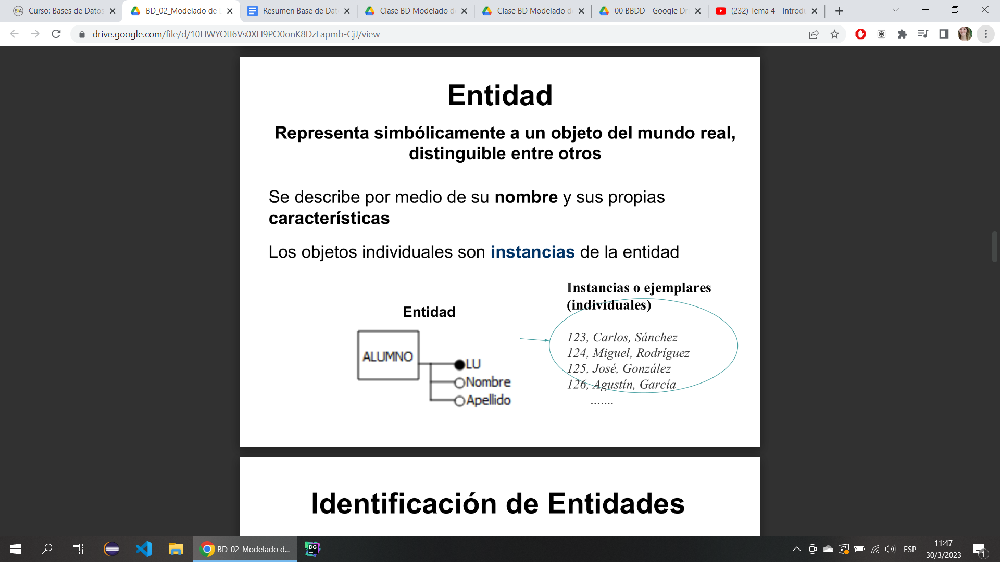 Curso: Bases de Datos
BD_02_Modelado de
Resumen Base de Dat
Clase BD Modelado d
Clase BD Modelado d
00 BBDD - Google Dri
(232) Tema 4 - Introdu
drive.google.com/file/d/10HWYOtI6Vs0XH9PO0onK8DzLapmb-CjJ/view
Entidad
Representa simbólicamente a un objeto del mundo real,
distinguible entre otros
Se describe por medio de su nombre y sus propias
características
Los objetos individuales son instancias de la entidad
Instancias o ejemplares
(individuales)
Entidad
ALUMNO
LU
Nombre
Apellido
123, Carlos, Sánchez
124, Miguel, Rodríguez
125, José, González
126, Agustín, García
.......
Identificación de Entidades
BD_02_Modelado d...
DG
ESP
11:47
30/3/2023
1